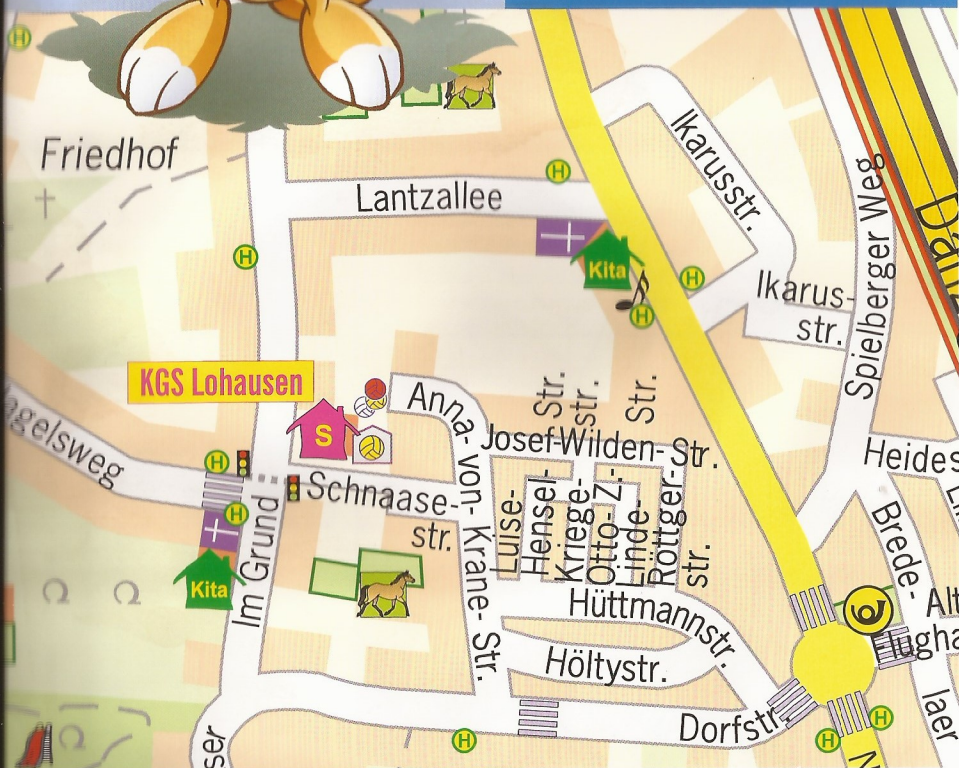 H
Friedhof
Lantzallee
H
Ikarusstr.
Spielberger Weg
H
Kita
H
H
Ikarus-
str.
KGS Lohausen
S
Anna-von-Krane-Str.
Str.
str.
Str.
Josef-Wilden-Str.
Heides
agelsweg
H
H
Schnaase-
str.
Im Grund
Kita
Luise-
Hensel-
Kriege-
Otto-Z.-
Linde-
Röttger-
str.
Hüttmannstr.
Höltystr.
Brede-
Alt
Flugha
laer
Dorfstr.
H
H
H
ser
N